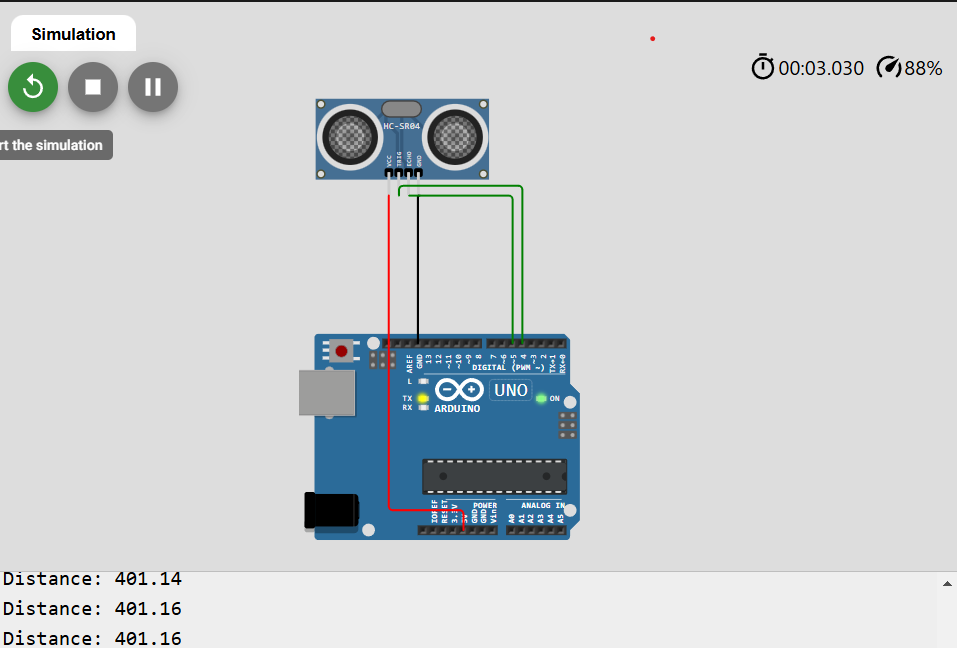 Simulation
00:03.030 88%
rt the simulation
HC-SR04
VCC
TRIG
ECHO
GND
AREF
GND
13
12
~11
~10
~9
8
7
~6
~5
4
~3
2
TX→1
RX←0
DIGITAL (PWM ~)
L
TX
RX
ARDUINO
UNO
ON
IOREF
RESET
3.3V
5V
GND
GND
Vin
POWER
ANALOG IN
A0
A1
A2
A3
A4
A5
Distance: 401.14
Distance: 401.16
Distance: 401.16